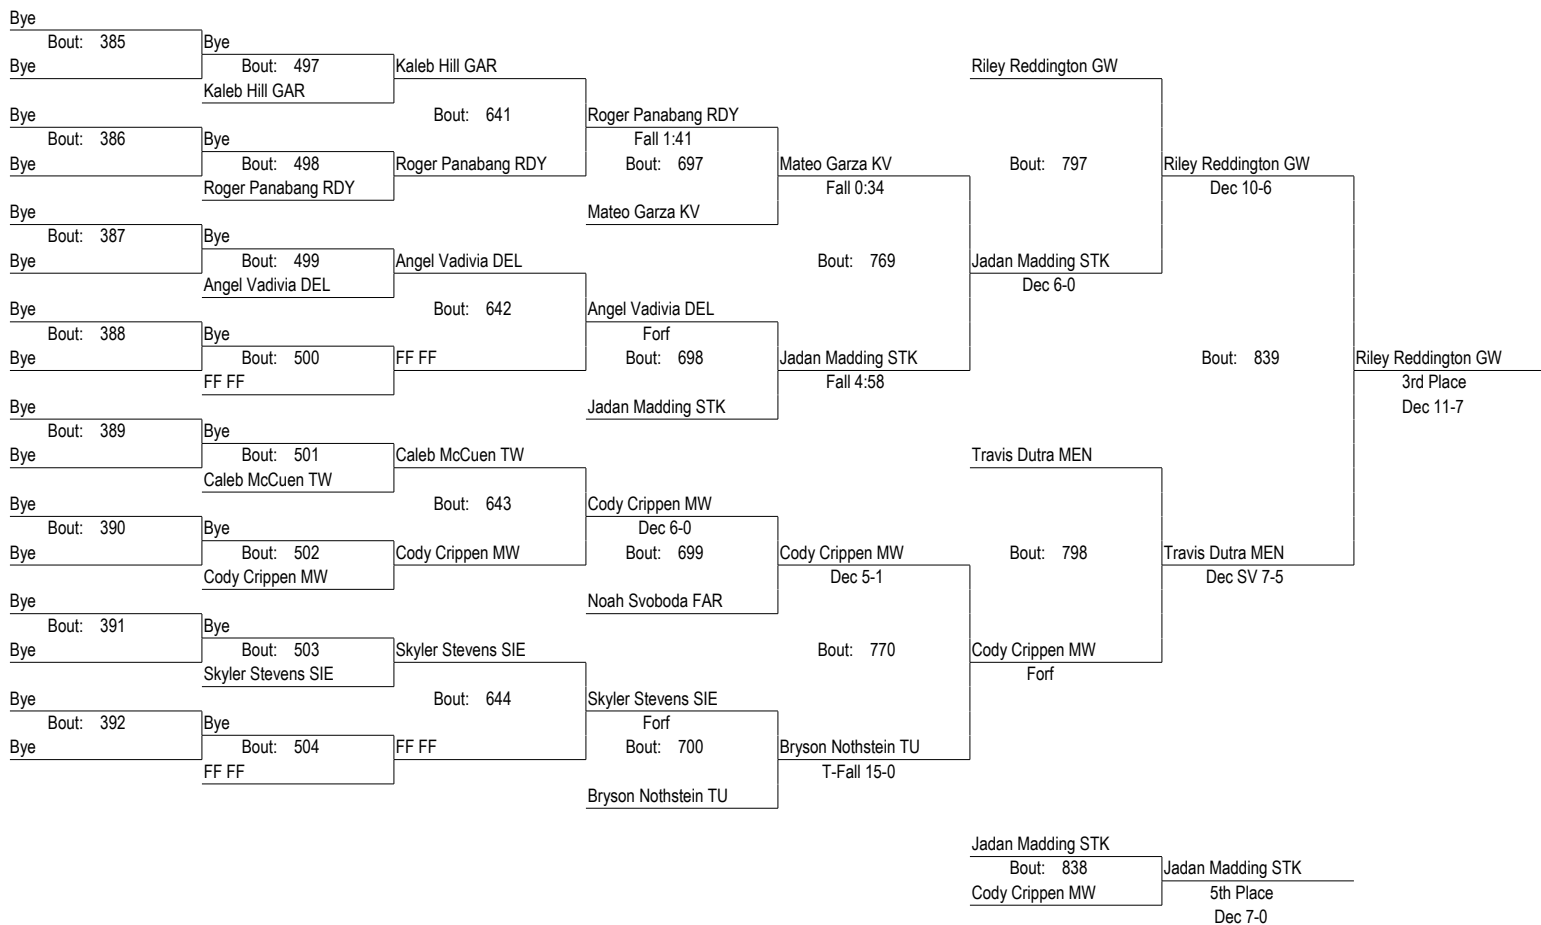 Bye
Bout: 385 Bye
Bye Bout: 497 Kaleb Hill GAR Riley Reddington GW
Kaleb Hill GAR
Bye Bout: 641 Roger Panabang RDY
Bout: 386 Bye Fall 1:41
Bye Bout: 498 Roger Panabang RDY Bout: 697 Mateo Garza KV Bout: 797 Riley Reddington GW
Roger Panabang RDY Fall 0:34 Dec 10-6
Bye Mateo Garza KV
Bout: 387 Bye
Bye Bout: 499 Angel Vadivia DEL Bout: 769 Jadan Madding STK
Angel Vadivia DEL Dec 6-0
Bye Bout: 642 Angel Vadivia DEL
Bout: 388 Bye Forf
Bye Bout: 500 FF FF Bout: 698 Jadan Madding STK Bout: 839 Riley Reddington GW
FF FF Fall 4:58 3rd Place
Bye Jadan Madding STK Dec 11-7
Bout: 389 Bye
Bye Bout: 501 Caleb McCuen TW Travis Dutra MEN
Caleb McCuen TW
Bye Bout: 643 Cody Crippen MW
Bout: 390 Bye Dec 6-0
Bye Bout: 502 Cody Crippen MW Bout: 699 Cody Crippen MW Bout: 798 Travis Dutra MEN
Cody Crippen MW Dec 5-1 Dec SV 7-5
Bye Noah Svoboda FAR
Bout: 391 Bye
Bye Bout: 503 Skyler Stevens SIE Bout: 770 Cody Crippen MW
Skyler Stevens SIE Forf
Bye Bout: 644 Skyler Stevens SIE
Bout: 392 Bye Forf
Bye Bout: 504 FF FF Bout: 700 Bryson Nothstein TU
FF FF T-Fall 15-0
Bryson Nothstein TU
Jadan Madding STK
Bout: 838 Jadan Madding STK
Cody Crippen MW 5th Place
Dec 7-0